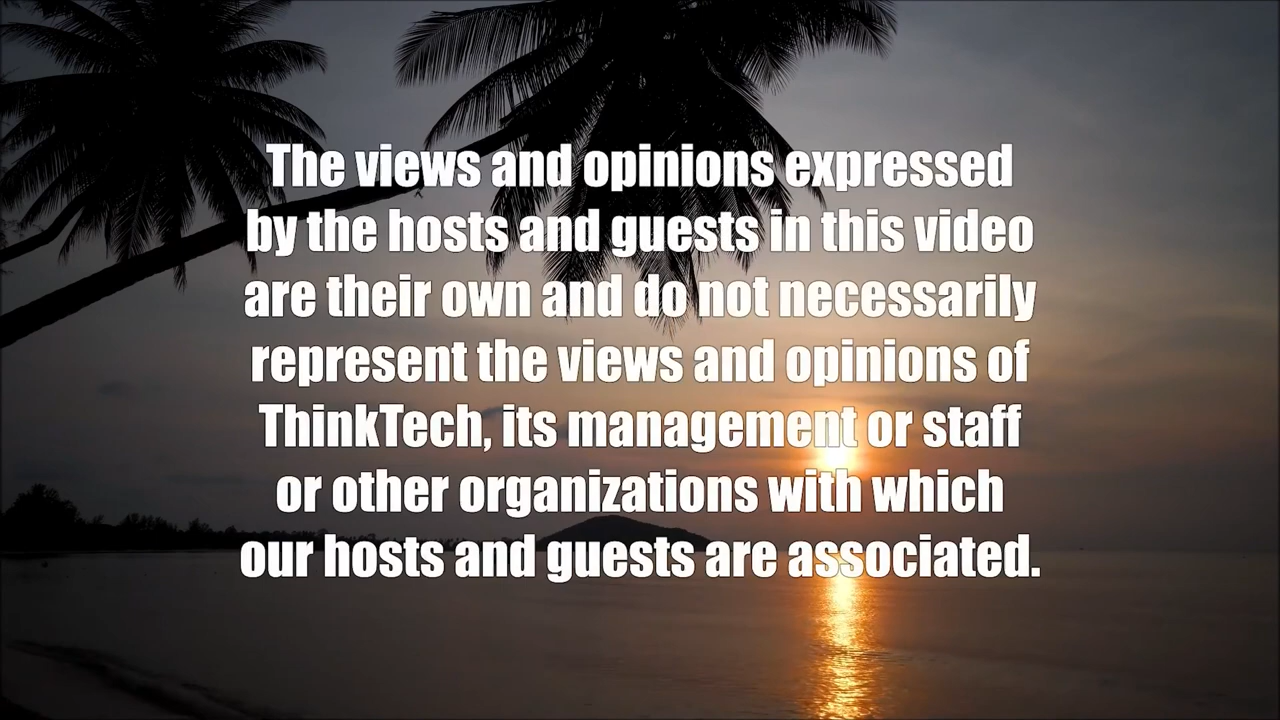 The views and opinions expressed
by the hosts and guests in this video
are their own and do not necessarily
represent the views and opinions of
ThinkTech, its management or staff
or other organizations with which
our hosts and guests are associated.